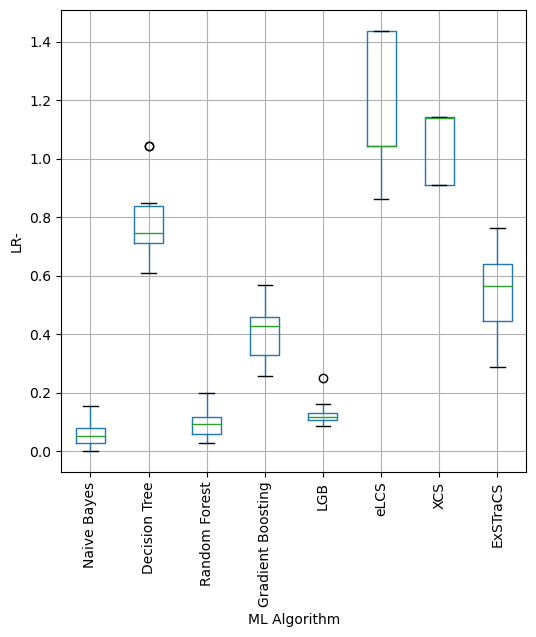 1.4
1.2
1.0
0.8
0.6
0.4
0.2
0.0
LR-
Naive Bayes
Decision Tree
Random Forest
Gradient Boosting
LGB
eLCS
XCS
ExSTraCS
ML Algorithm